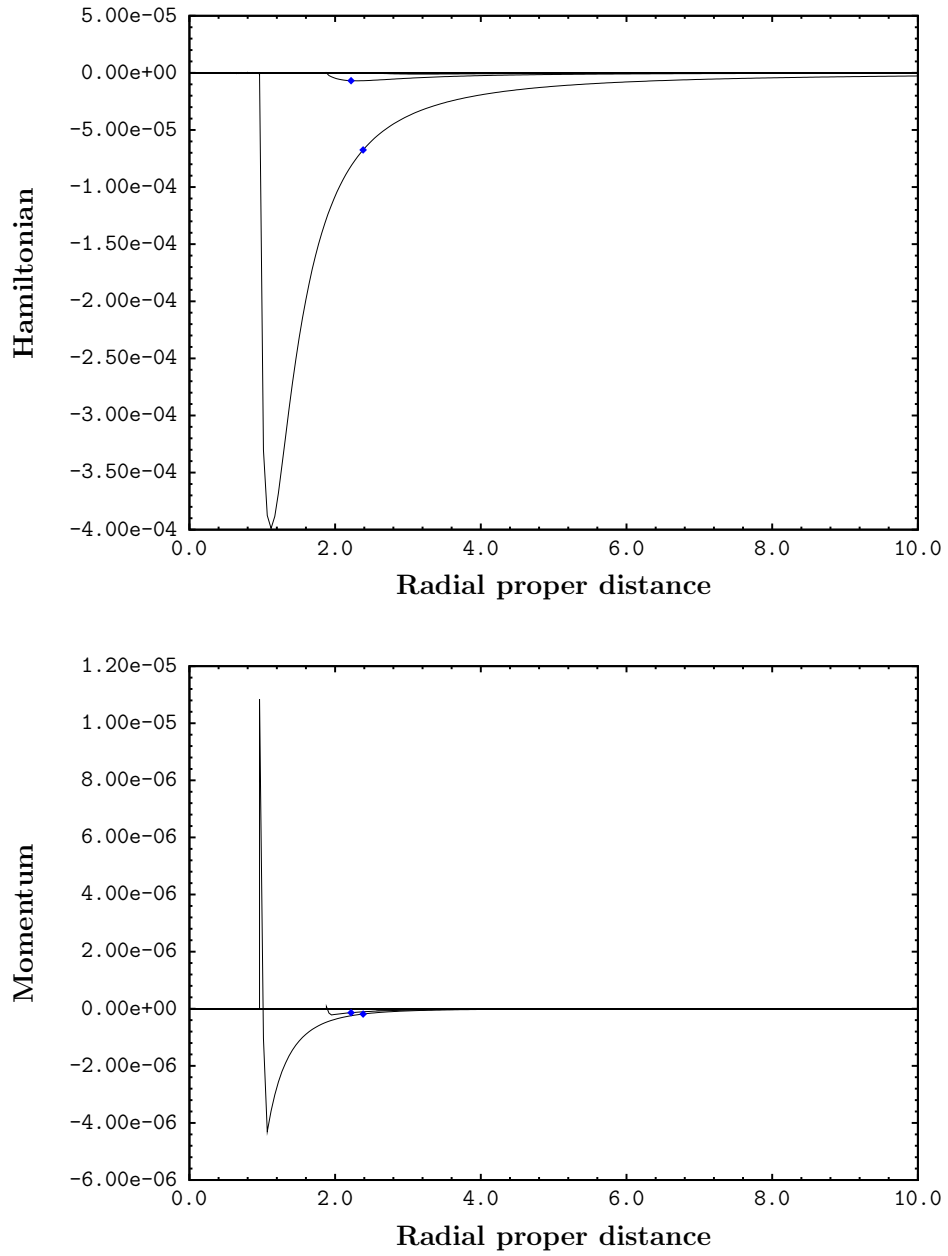 5.00e-05
0.00e+00
-5.00e-05
-1.00e-04
-1.50e-04
-2.00e-04
-2.50e-04
-3.00e-04
-3.50e-04
-4.00e-04
Hamiltonian
0.0 2.0 4.0 6.0 8.0 10.0
Radial proper distance
1.20e-05
1.00e-05
8.00e-06
6.00e-06
4.00e-06
2.00e-06
0.00e+00
-2.00e-06
-4.00e-06
-6.00e-06
Momentum
0.0 2.0 4.0 6.0 8.0 10.0
Radial proper distance